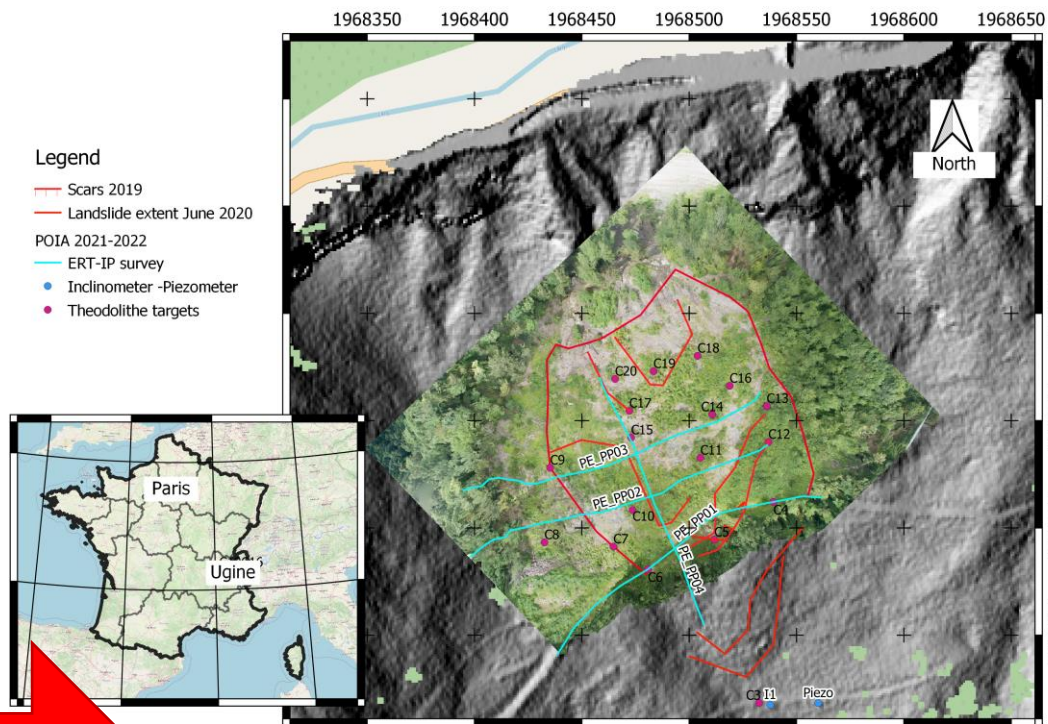 1968350 1968400 1968450 1968500 1968550 1968600 1968650
North
Legend
Scars 2019
Landslide extent June 2020
POIA 2021-2022
ERT-IP survey
Inclinometer -Piezometer
Theodolithe targets
C18
C19
C20
C16
C17
C14
C13
C15
C12
C11
C9
PE_PP03
PE_PP02
C10
C4
PE_PP01
C8
C7
C5
PE_PP04
C6
C3 I1 Piezo
Paris
Ugine